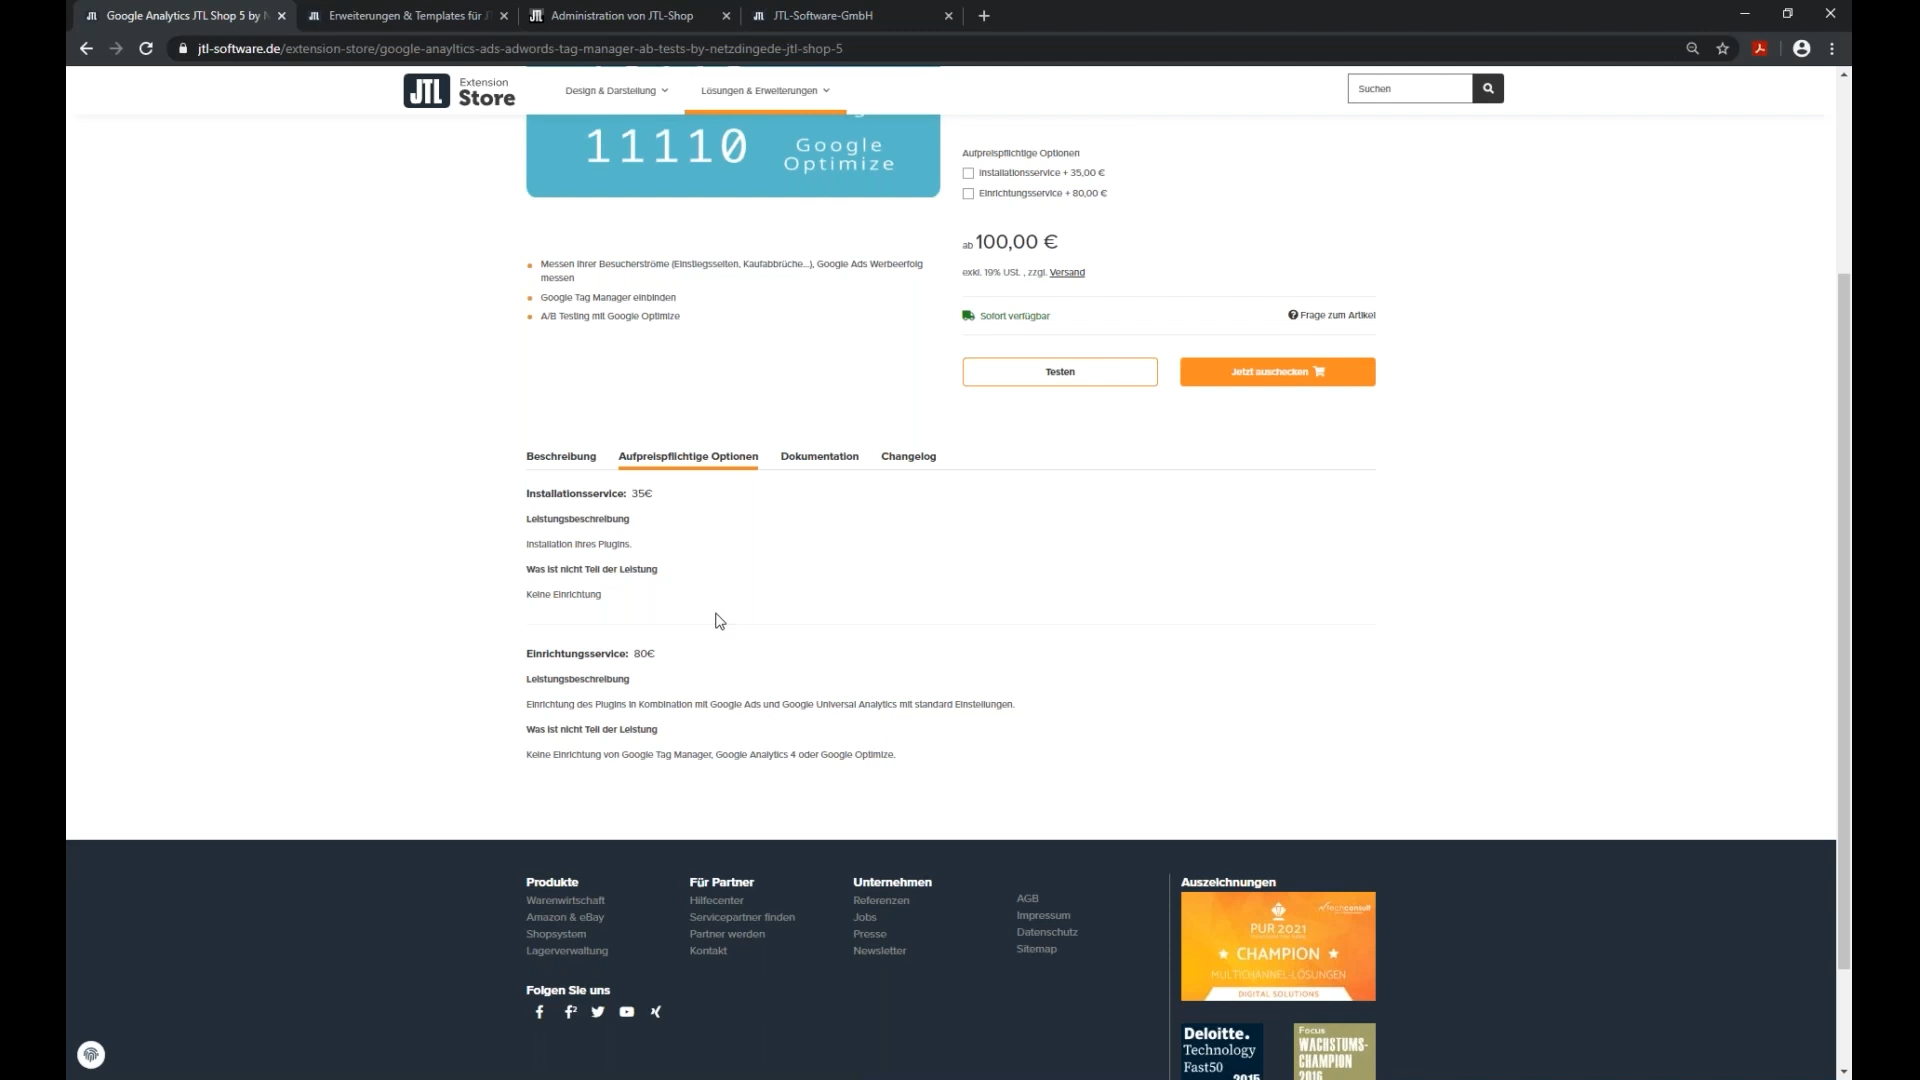 Google Analytics JTL Shop 5 by N
Erweiterungen & Templates für JT
Administration von JTL-Shop
JTL-Software-GmbH
jtl-software.de/extension-store/google-anayltics-ads-adwords-tag-manager-ab-tests-by-netzdingede-jtl-shop-5
JTL Extension Store
Design & Darstellung
Lösungen & Erweiterungen
Suchen
11110
Google
Optimize
Aufpreispflichtige Optionen
Installationsservice + 35,00 €
Einrichtungsservice + 80,00 €
ab 100,00 €
exkl. 19% USt. , zzgl. Versand
Messen Ihrer Besucherströme (Einstiegsseiten, Kaufabbrüche...), Google Ads Werbeerfolg
messen
Google Tag Manager einbinden
A/B Testing mit Google Optimize
Sofort verfügbar
Frage zum Artikel
Testen
Jetzt auschecken
Beschreibung
Aufpreispflichtige Optionen
Dokumentation
Changelog
Installationsservice: 35€
Leistungsbeschreibung
Installation Ihres Plugins.
Was ist nicht Teil der Leistung
Keine Einrichtung
Einrichtungsservice: 80€
Leistungsbeschreibung
Einrichtung des Plugins in Kombination mit Google Ads und Google Universal Analytics mit standard Einstellungen.
Was ist nicht Teil der Leistung
Keine Einrichtung von Google Tag Manager, Google Analytics 4 oder Google Optimize.
Produkte
Warenwirtschaft
Amazon & eBay
Shopsystem
Lagerverwaltung
Für Partner
Hilfecenter
Servicepartner finden
Partner werden
Kontakt
Unternehmen
Referenzen
Jobs
Presse
Newsletter
AGB
Impressum
Datenschutz
Sitemap
Folgen Sie uns
Auszeichnungen
techconsult
PUR 2021
CHAMPION
MULTICHANNEL-LÖSUNGEN
DIGITAL SOLUTIONS
Deloitte.
Technology
Fast50
2015
Focus
WACHSTUMS-
CHAMPION
2016